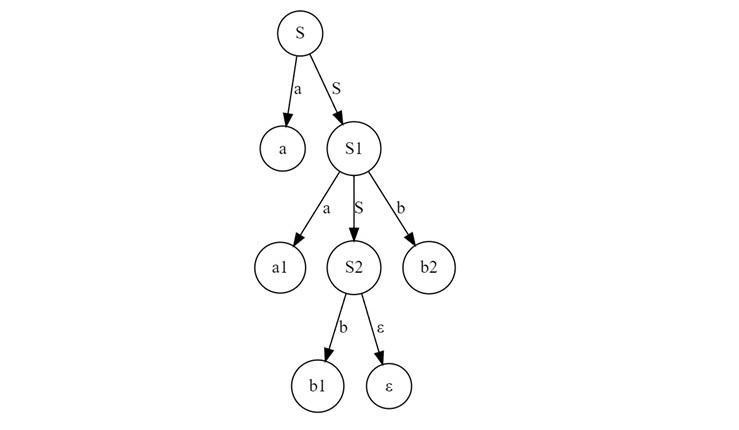 S
a S
a S1
a S b
a1 S2 b2
b ε
b1 ε